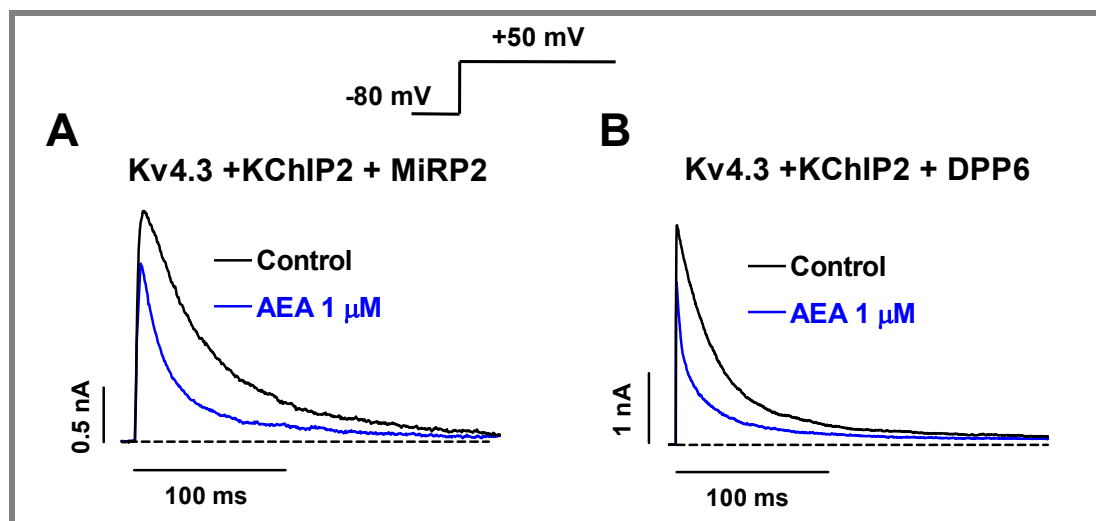 +50 mV
-80 mV
A
B
Kv4.3 +KChIP2 + MiRP2
Kv4.3 +KChIP2 + DPP6
Control
AEA 1 μM
Control
AEA 1 μM
0.5 nA
1 nA
100 ms
100 ms